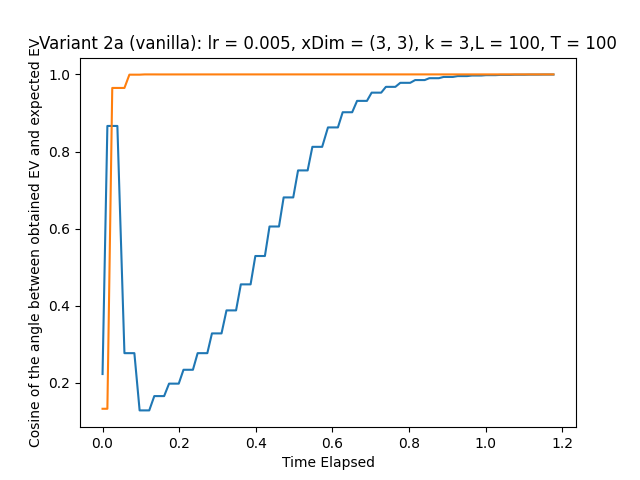 Variant 2a (vanilla): lr = 0.005, xDim = (3, 3), k = 3,L = 100, T = 100
Cosine of the angle between obtained EV and expected EV
1.0
0.8
0.6
0.4
0.2
0.0 0.2 0.4 0.6 0.8 1.0 1.2
Time Elapsed